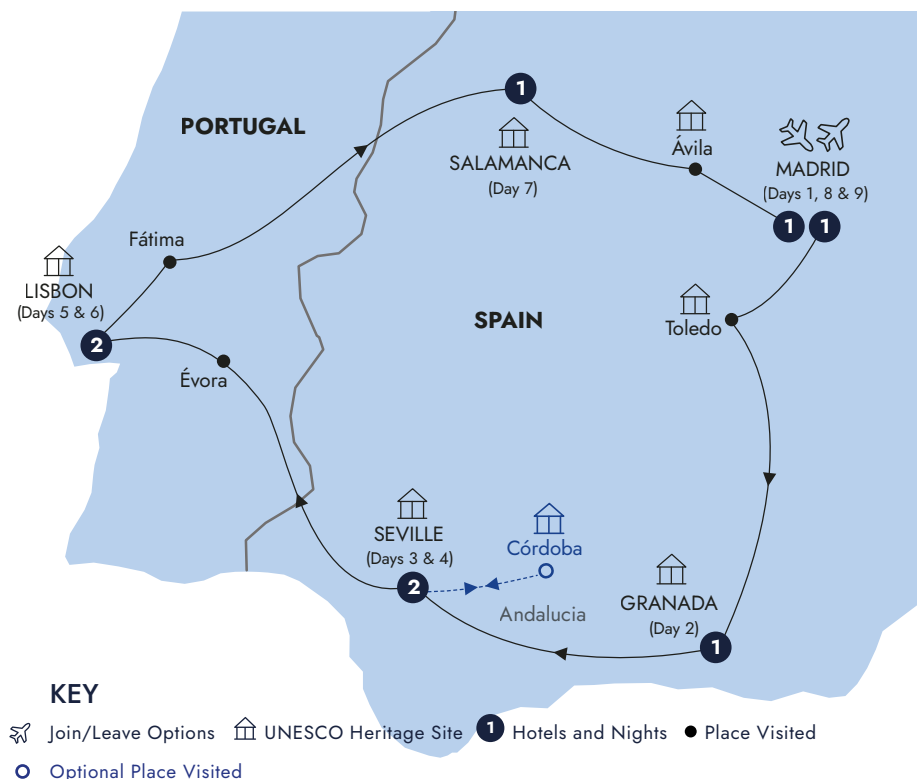 PORTUGAL
1
SALAMANCA
(Day 7)
Ávila
MADRID
(Days 1, 8 & 9)
1
1
Fátima
LISBON
(Days 5 & 6)
2
Évora
SPAIN
Toledo
SEVILLE
(Days 3 & 4)
2
Córdoba
Andalucia
GRANADA
(Day 2)
1
KEY
Join/Leave Options UNESCO Heritage Site 1 Hotels and Nights Place Visited
Optional Place Visited